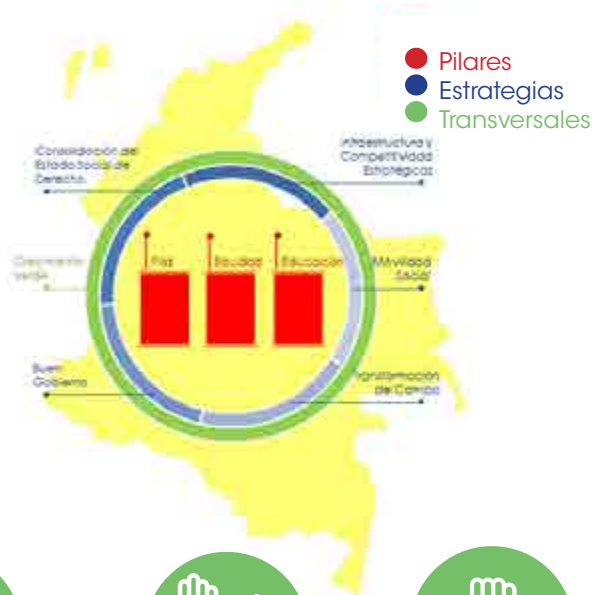 Pilares
Estrategias
Transversales
Consolidación del
Estado Social de
Derecho
Infraestructura y
Competitividad
Estratégicas
Crecimiento
verde
Paz
Equidad
Educación
Movilidad
Social
Buen
Gobierno
Transformación
de Campo